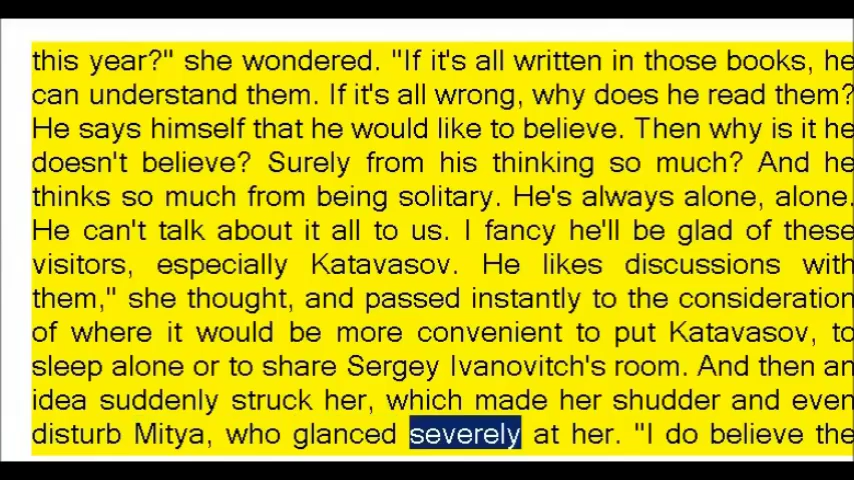 this year?" she wondered. "If it's all written in those books, he
can understand them. If it's all wrong, why does he read them?
He says himself that he would like to believe. Then why is it he
doesn't believe? Surely from his thinking so much? And he
thinks so much from being solitary. He's always alone, alone.
He can't talk about it all to us. I fancy he'll be glad of these
visitors, especially Katavasov. He likes discussions with
them," she thought, and passed instantly to the consideration
of where it would be more convenient to put Katavasov, to
sleep alone or to share Sergey Ivanovitch's room. And then an
idea suddenly struck her, which made her shudder and even
disturb Mitya, who glanced severely at her. "I do believe the